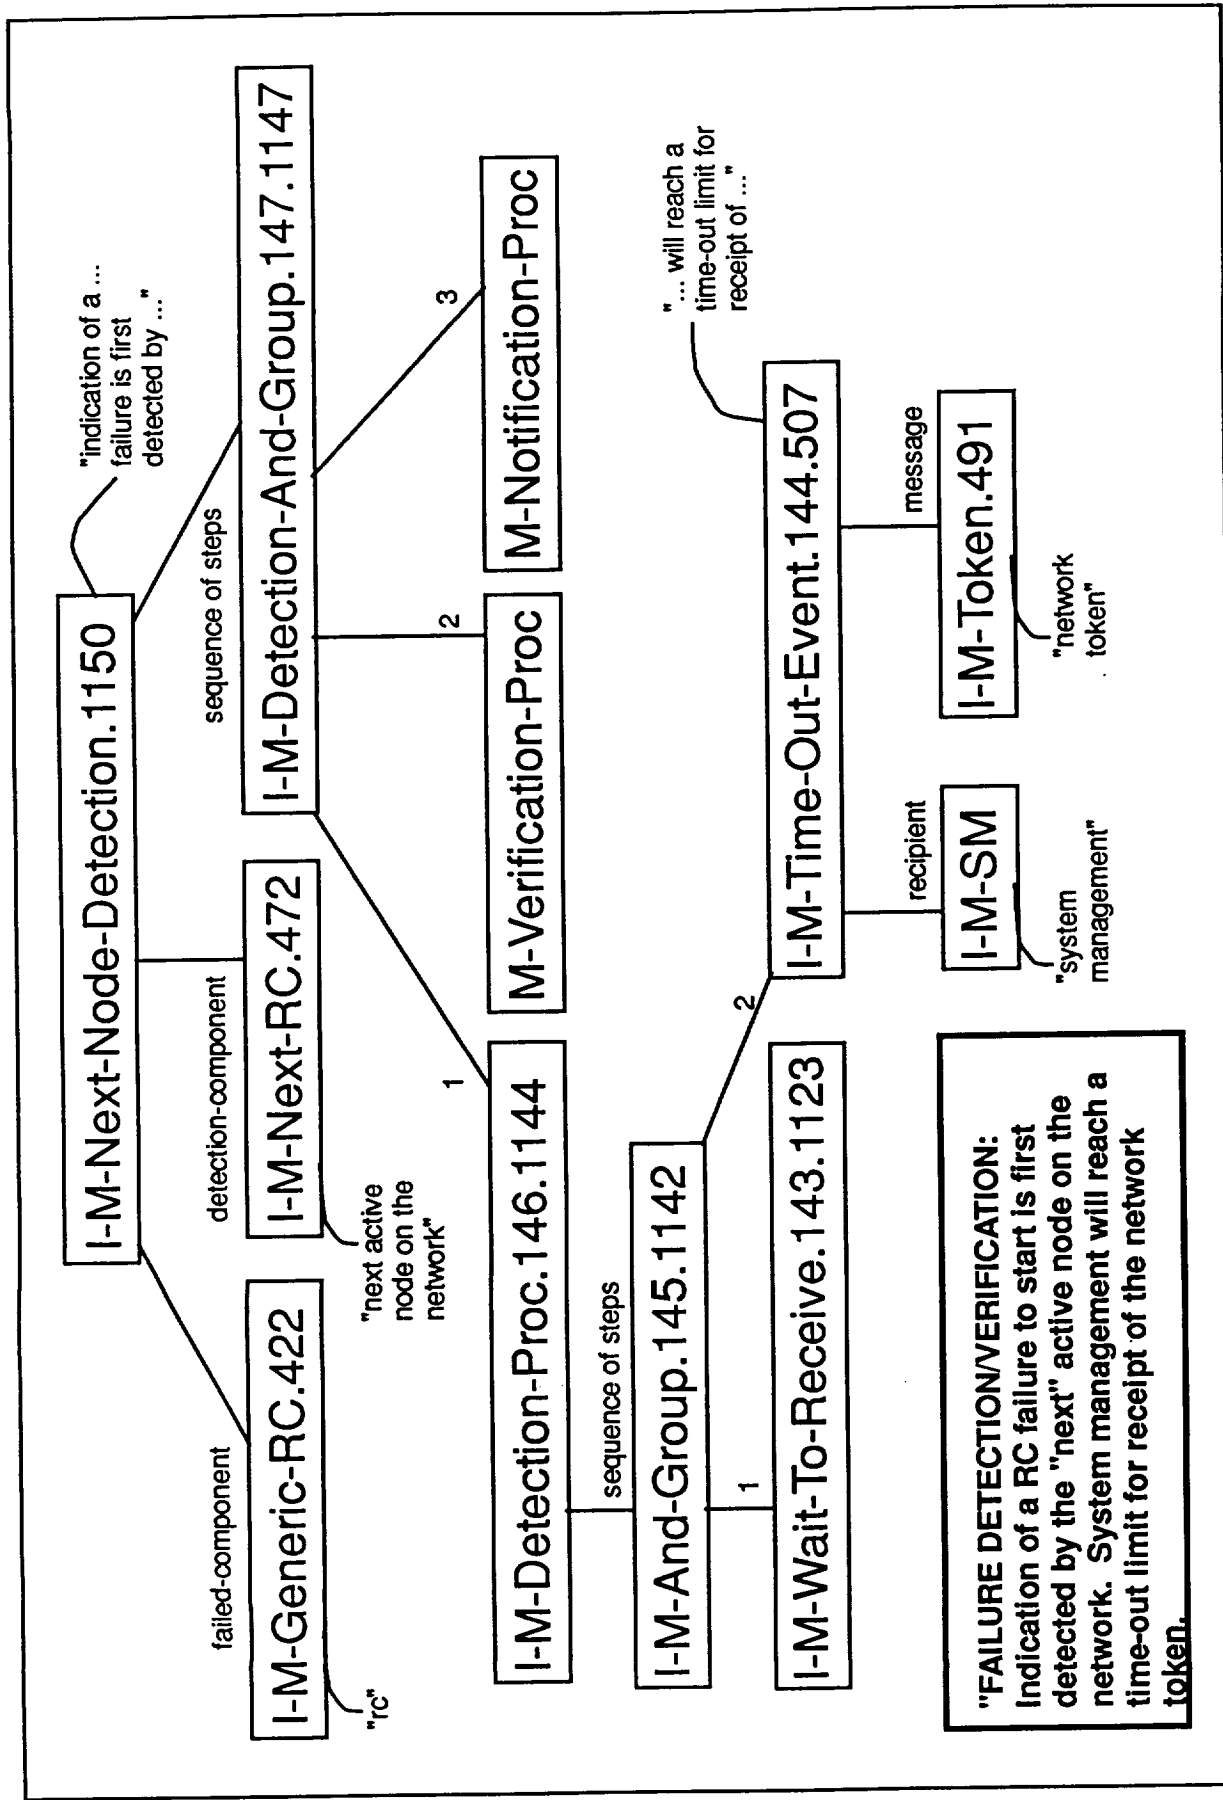 I-M-Next-Node-Detection.1150
"indication of a ...
failure is first
detected by ..."
failed-component
detection-component
sequence of steps
I-M-Generic-RC.422
"rc"
I-M-Next-RC.472
"next active
node on the
network"
I-M-Detection-And-Group.147.1147
1
2
3
I-M-Detection-Proc.146.1144
M-Verification-Proc
M-Notification-Proc
sequence of steps
I-M-And-Group.145.1142
1
2
"... will reach a
time-out limit for
receipt of ..."
I-M-Wait-To-Receive.143.1123
I-M-Time-Out-Event.144.507
recipient
message
I-M-SM
"system
management"
I-M-Token.491
"network
token"
"FAILURE DETECTION/VERIFICATION:
Indication of a RC failure to start is first
detected by the "next" active node on the
network. System management will reach a
time-out limit for receipt of the network
token.